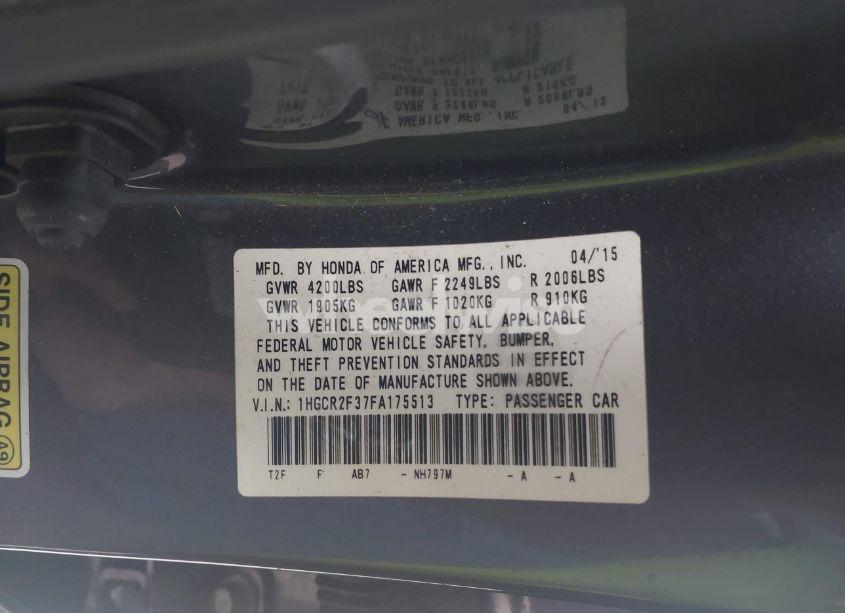 MFD. BY HONDA OF AMERICA MFG., INC. 04/'15
GVWR 4200LBS GAWR F 2249LBS R 2006LBS
GVWR 1905KG GAWR F 1020KG R 910KG
THIS VEHICLE CONFORMS TO ALL APPLICABLE
FEDERAL MOTOR VEHICLE SAFETY, BUMPER,
AND THEFT PREVENTION STANDARDS IN EFFECT
ON THE DATE OF MANUFACTURE SHOWN ABOVE.
V.I.N.: 1HGCR2F37FA175513 TYPE: PASSENGER CAR
T2F F AB7 - NH797M - A - A
SIDE AIRBAG A9